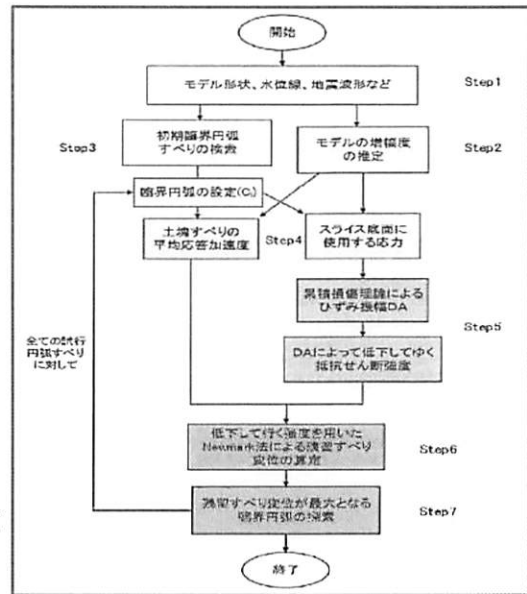 開始
モデル形状、水位線、地震波形など
Step1
Step3
初期臨界円弧
すべりの検索
モデルの増幅度
の推定
Step2
臨界円弧の設定(C₀)
土塊すべりの
平均応答加速度
Step4
スライス底面に
使用する応力
累積損傷理論による
ひずみ振幅DA
Step5
全ての試行
円弧すべり
に対して
DAによって低下してゆく
抵抗せん断強度
低下して行く強度を用いた
Newmark法による残留すべり
変位の算定
Step6
残留すべり変位が最大となる
臨界円弧の探索
Step7
終了